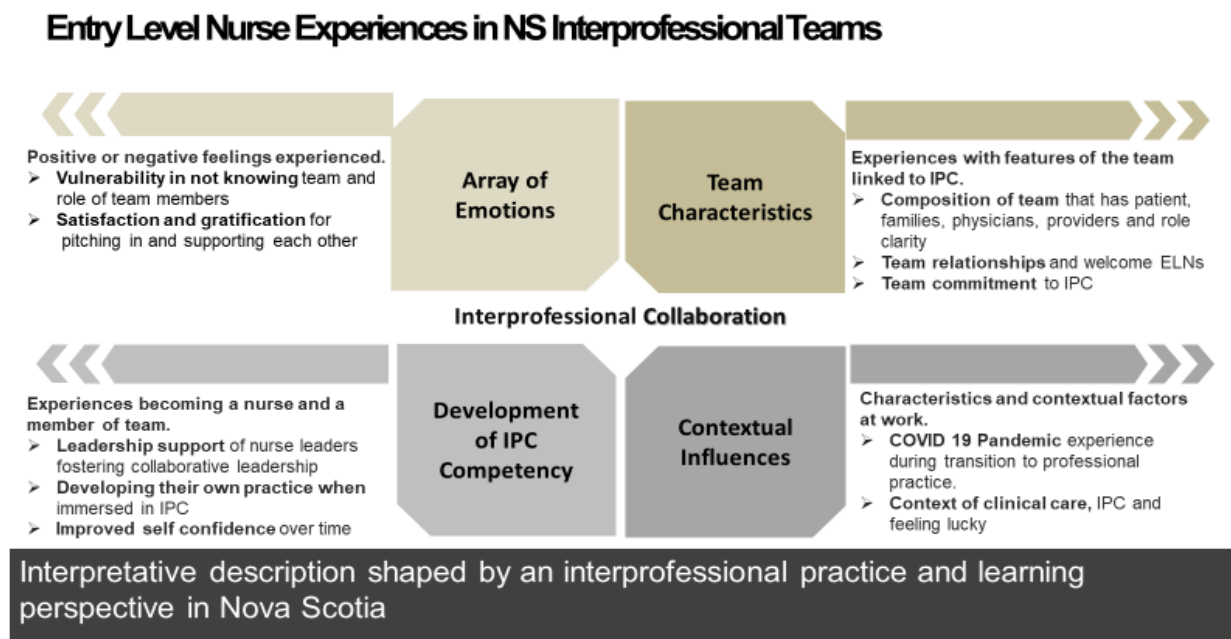 Entry Level Nurse Experiences in NS Interprofessional Teams
Positive or negative feelings experienced.
➢ Vulnerability in not knowing team and
role of team members
➢ Satisfaction and gratification for
pitching in and supporting each other
Array of
Emotions
Team
Characteristics
Experiences with features of the team
linked to IPC.
➢ Composition of team that has patient,
families, physicians, providers and role
clarity
➢ Team relationships and welcome ELNs
➢ Team commitment to IPC
Interprofessional Collaboration
Experiences becoming a nurse and a
member of team.
➢ Leadership support of nurse leaders
fostering collaborative leadership
➢ Developing their own practice when
immersed in IPC
➢ Improved self confidence over time
Development
of IPC
Competency
Contextual
Influences
Characteristics and contextual factors
at work.
➢ COVID 19 Pandemic experience
during transition to professional
practice.
➢ Context of clinical care, IPC and
feeling lucky
Interpretative description shaped by an interprofessional practice and learning
perspective in Nova Scotia